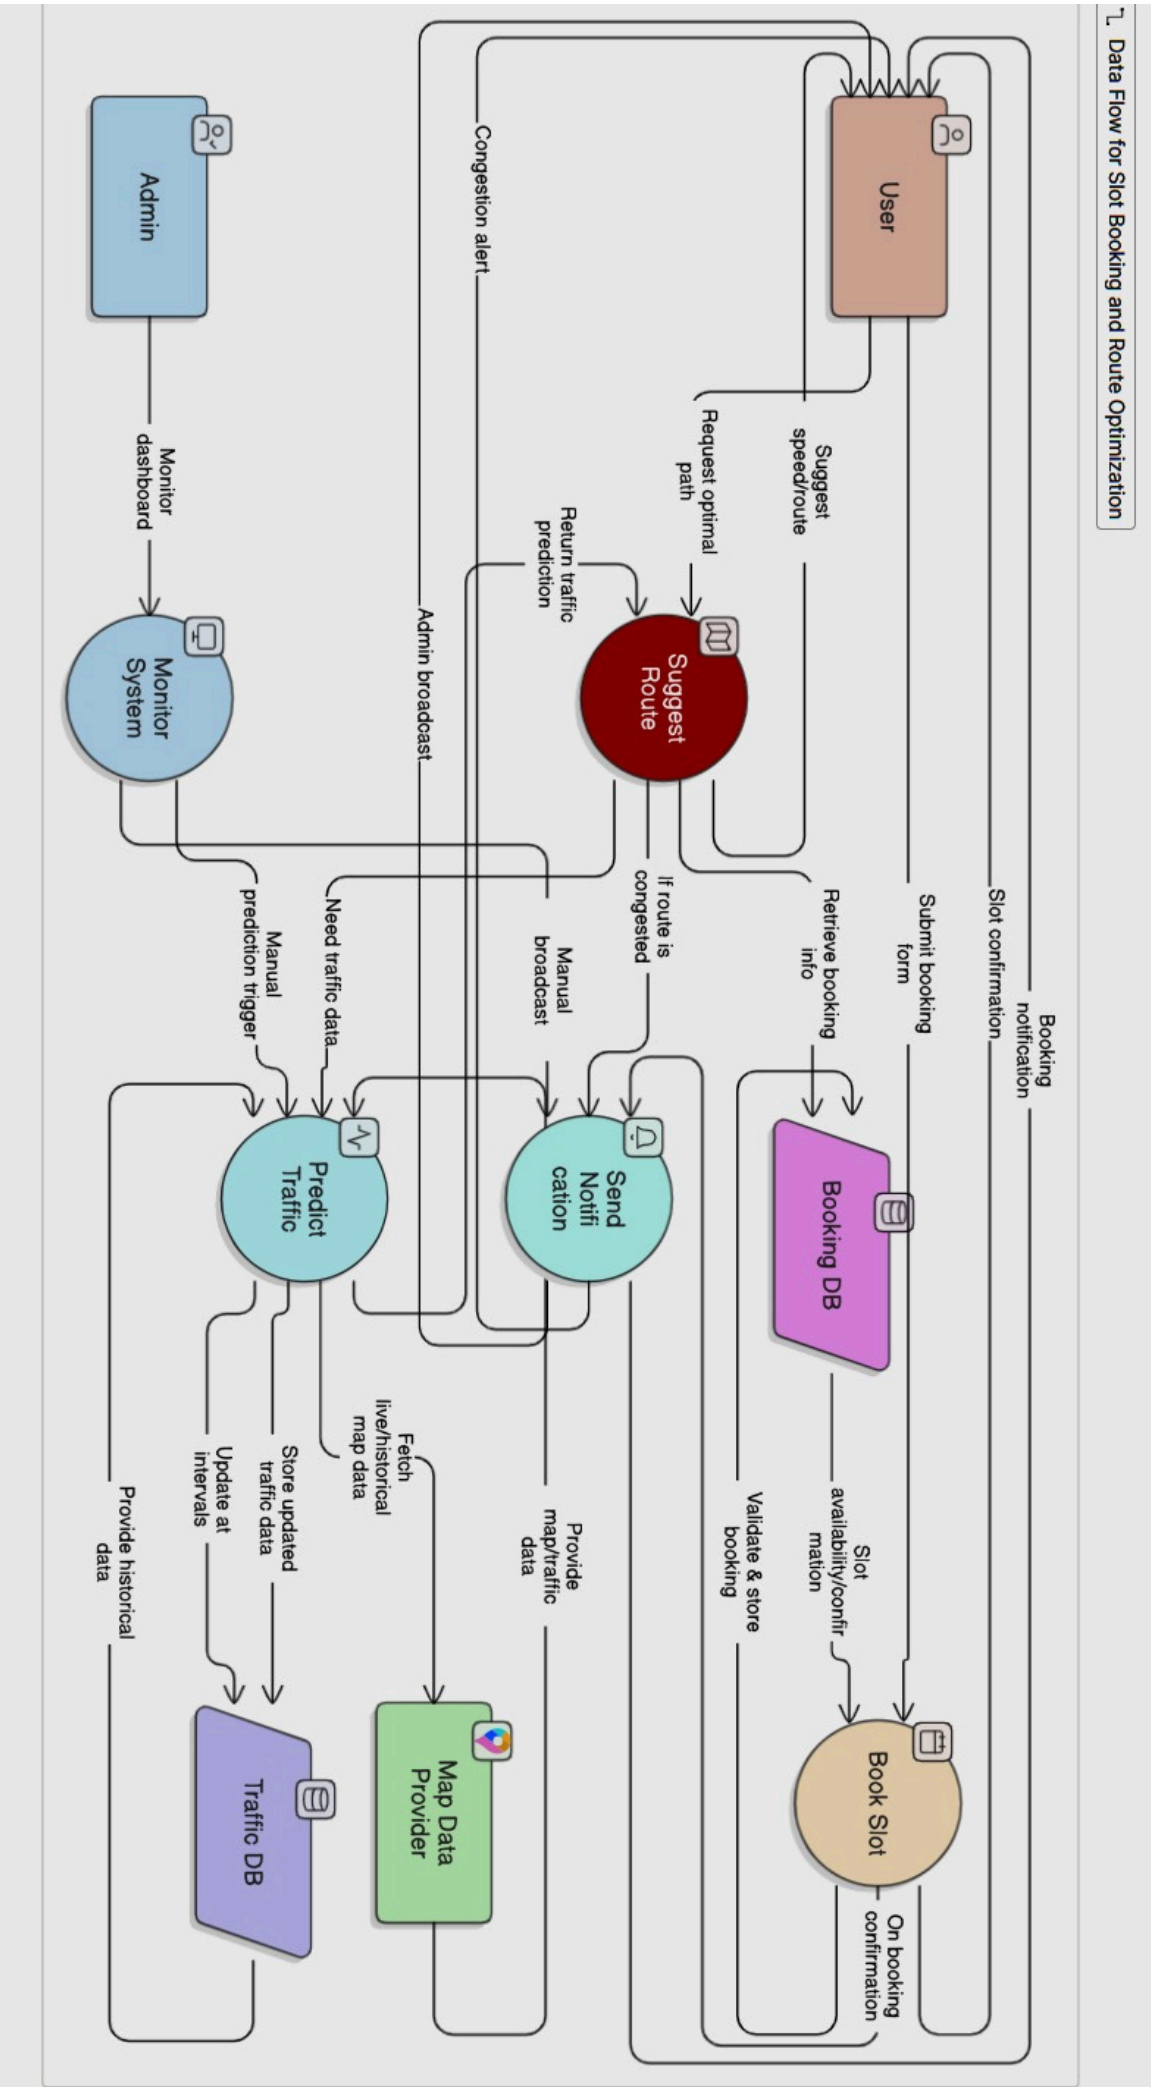 Data Flow for Slot Booking and Route Optimization
Booking
notification
Slot confirmation
Submit booking
form
User
Suggest
speed/route
Request optimal
path
Retrieve booking
info
Booking DB
Slot
availability/confir
mation
Book Slot
On booking
confirmation
Validate & store
booking
Return traffic
prediction
Suggest
Route
If route is
congested
Congestion alert
Manual
broadcast
Send
Notifi
cation
Provide
map/traffic
data
Admin broadcast
Need traffic data
Fetch
live/historical
map data
Map Data
Provider
Manual
prediction trigger
Predict
Traffic
Store updated
traffic data
Update at
intervals
Traffic DB
Admin
Monitor
dashboard
Monitor
System
Provide historical
data